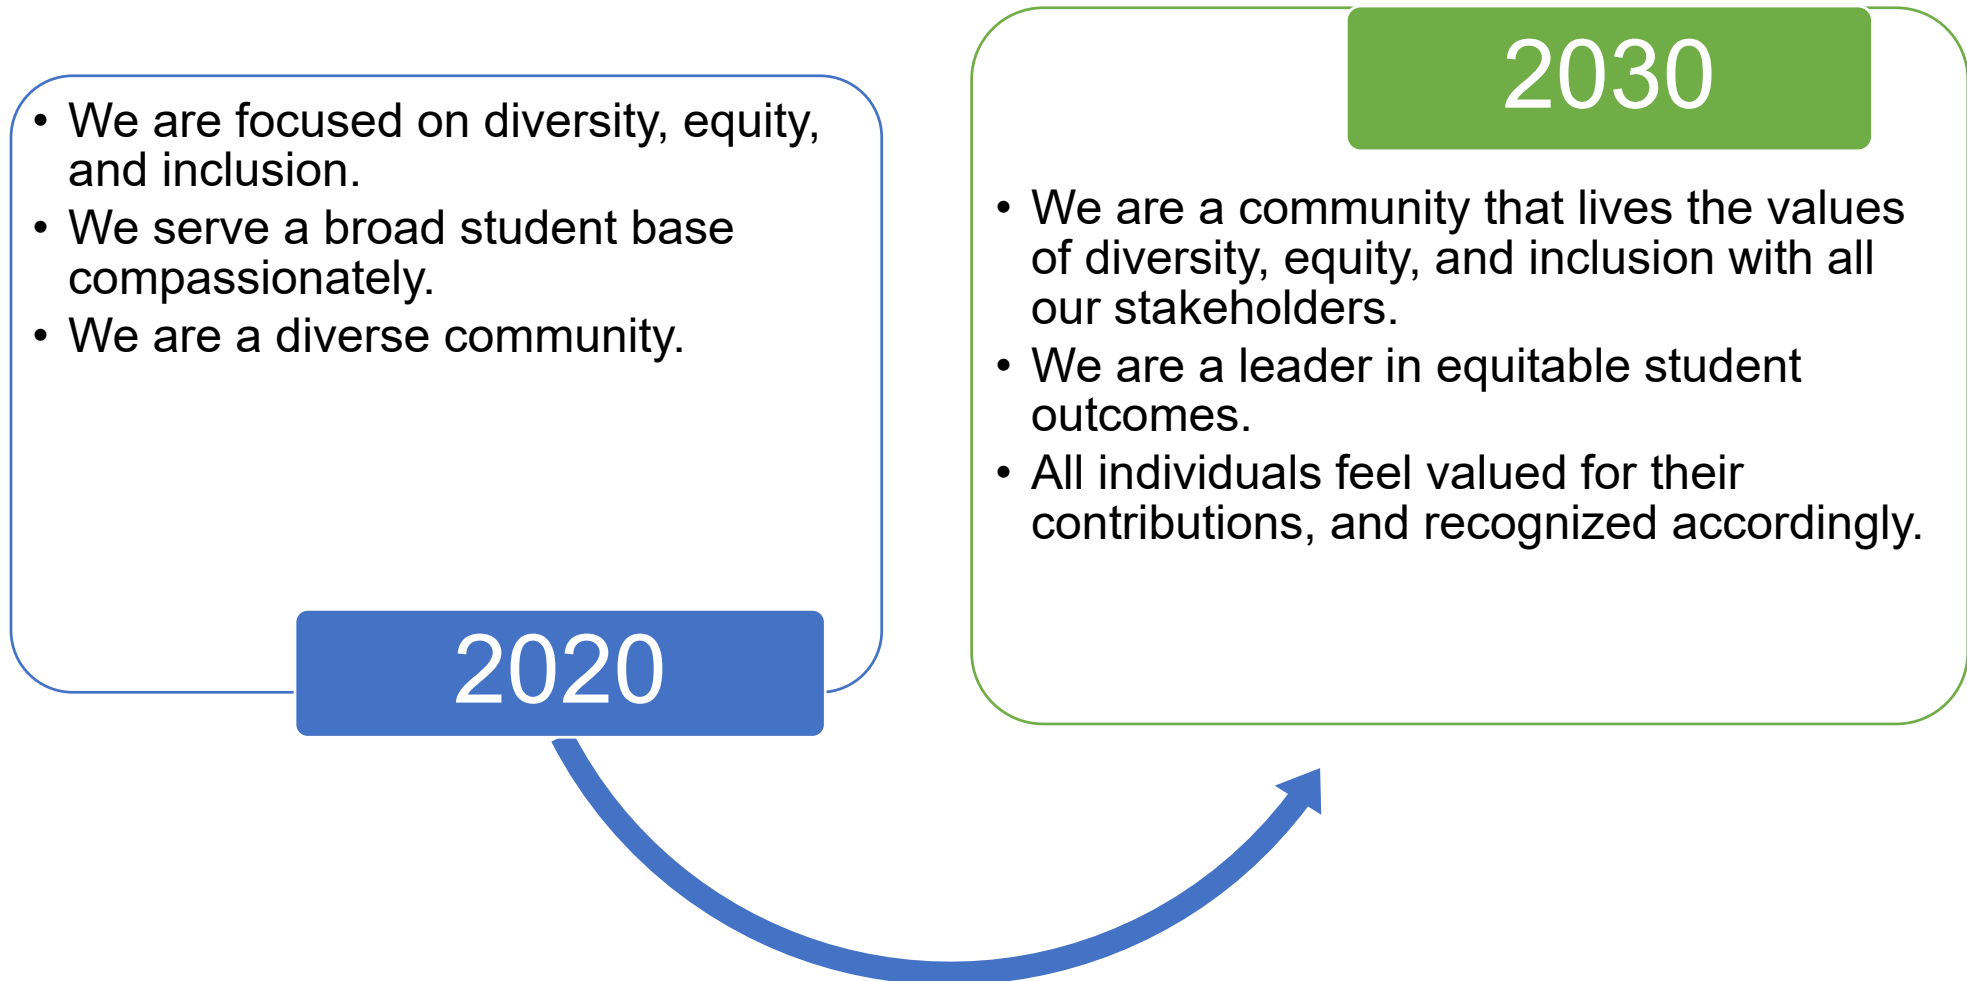 • We are focused on diversity, equity,
and inclusion.
• We serve a broad student base
compassionately.
• We are a diverse community.
2020
2030
• We are a community that lives the values
of diversity, equity, and inclusion with all
our stakeholders.
• We are a leader in equitable student
outcomes.
• All individuals feel valued for their
contributions, and recognized accordingly.